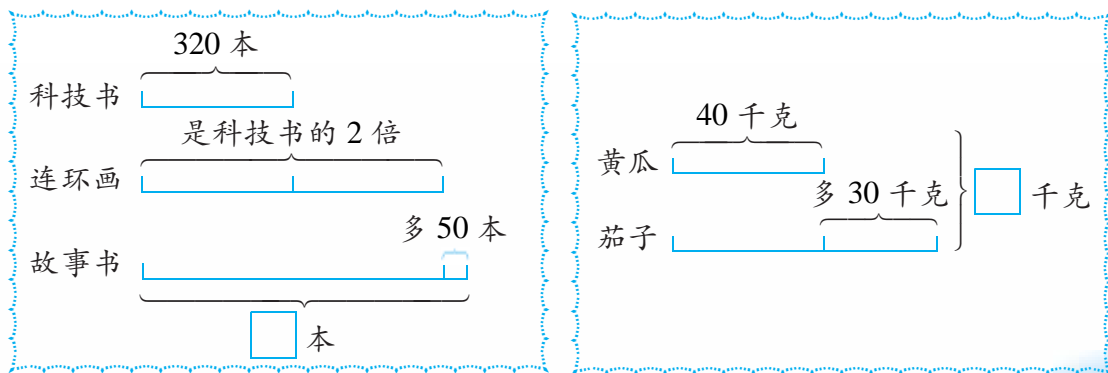 320 本
科技书
是科技书的 2 倍
连环画
多 50 本
故事书
本
40 千克
黄瓜
多 30 千克
千克
茄子